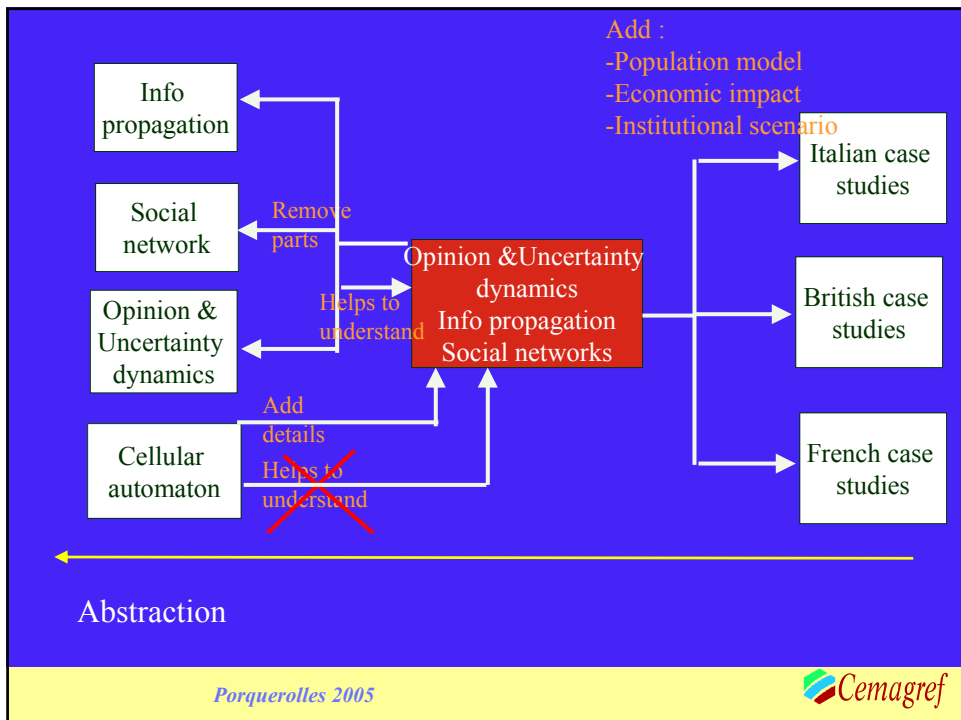 Add :
-Population model
-Economic impact
-Institutional scenario
Info
propagation
Social
network
Opinion &
Uncertainty
dynamics
Cellular
automaton
Remove
parts
Helps to
understand
Add
details
Helps to
understand
Opinion &Uncertainty
dynamics
Info propagation
Social networks
Italian case
studies
British case
studies
French case
studies
Abstraction
Porquerolles 2005
Cemagref